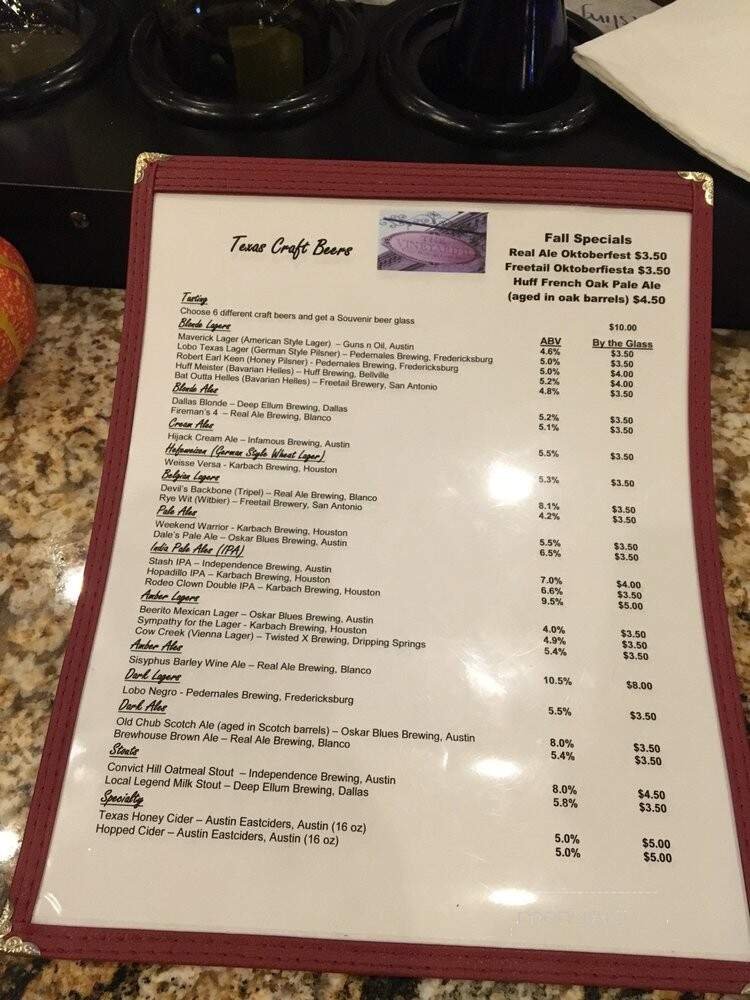 Texas Craft Beers
Fall Specials
Real Ale Oktoberfest $3.50
Freetail Oktoberfiesta $3.50
Huff French Oak Pale Ale
(aged in oak barrels) $4.50
Tasting
Choose 6 different craft beers and get a Souvenir beer glass $10.00
Blonde Lagers ABV By the Glass
Maverick Lager (American Style Lager) – Guns n Oil, Austin 4.6% $3.50
Lobo Texas Lager (German Style Pilsner) – Pedernales Brewing, Fredericksburg 5.0% $3.50
Robert Earl Keen (Honey Pilsner) - Pedernales Brewing, Fredericksburg 5.0% $4.00
Huff Meister (Bavarian Helles) – Huff Brewing, Bellville 5.2% $4.00
Bat Outta Helles (Bavarian Helles) – Freetail Brewery, San Antonio 4.8% $3.50
Blonde Ales
Dallas Blonde – Deep Ellum Brewing, Dallas 5.2% $3.50
Fireman's 4 – Real Ale Brewing, Blanco 5.1% $3.50
Cream Ales
Hijack Cream Ale – Infamous Brewing, Austin 5.5% $3.50
Hefeweizen (German Style Wheat Lager)
Weisse Versa - Karbach Brewing, Houston 5.3% $3.50
Belgian Lagers
Devil's Backbone (Tripel) – Real Ale Brewing, Blanco 8.1% $3.50
Rye Wit (Witbier) – Freetail Brewery, San Antonio 4.2% $3.50
Pale Ales
Weekend Warrior - Karbach Brewing, Houston 5.5% $3.50
Dale's Pale Ale – Oskar Blues Brewing, Austin 6.5% $3.50
India Pale Ales (IPA)
Stash IPA – Independence Brewing, Austin 7.0% $4.00
Hopadillo IPA – Karbach Brewing, Houston 6.6% $3.50
Rodeo Clown Double IPA – Karbach Brewing, Houston 9.5% $5.00
Amber Lagers
Beerito Mexican Lager – Oskar Blues Brewing, Austin 4.0% $3.50
Sympathy for the Lager - Karbach Brewing, Houston 4.9% $3.50
Cow Creek (Vienna Lager) – Twisted X Brewing, Dripping Springs 5.4% $3.50
Amber Ales
Sisyphus Barley Wine Ale – Real Ale Brewing, Blanco 10.5% $8.00
Dark Lagers
Lobo Negro - Pedernales Brewing, Fredericksburg 5.5% $3.50
Dark Ales
Old Chub Scotch Ale (aged in Scotch barrels) – Oskar Blues Brewing, Austin 8.0% $3.50
Brewhouse Brown Ale – Real Ale Brewing, Blanco 5.4% $3.50
Stouts
Convict Hill Oatmeal Stout – Independence Brewing, Austin 8.0% $4.50
Local Legend Milk Stout – Deep Ellum Brewing, Dallas 5.8% $3.50
Specialty
Texas Honey Cider – Austin Eastciders, Austin (16 oz) 5.0% $5.00
Hopped Cider – Austin Eastciders, Austin (16 oz) 5.0% $5.00